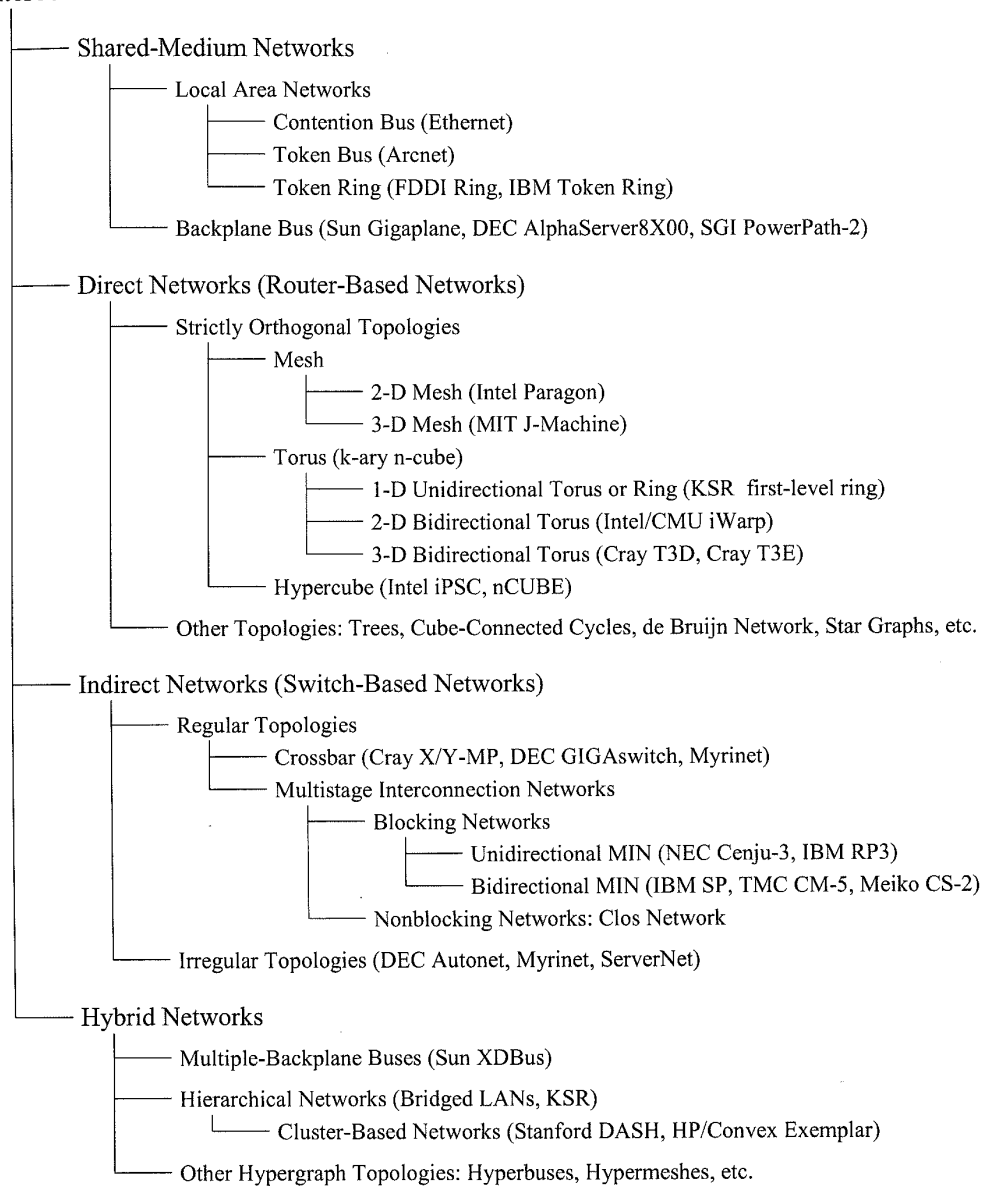 Shared-Medium Networks
Local Area Networks
Contention Bus (Ethernet)
Token Bus (Arcnet)
Token Ring (FDDI Ring, IBM Token Ring)
Backplane Bus (Sun Gigaplane, DEC AlphaServer8X00, SGI PowerPath-2)
Direct Networks (Router-Based Networks)
Strictly Orthogonal Topologies
Mesh
2-D Mesh (Intel Paragon)
3-D Mesh (MIT J-Machine)
Torus (k-ary n-cube)
1-D Unidirectional Torus or Ring (KSR first-level ring)
2-D Bidirectional Torus (Intel/CMU iWarp)
3-D Bidirectional Torus (Cray T3D, Cray T3E)
Hypercube (Intel iPSC, nCUBE)
Other Topologies: Trees, Cube-Connected Cycles, de Bruijn Network, Star Graphs, etc.
Indirect Networks (Switch-Based Networks)
Regular Topologies
Crossbar (Cray X/Y-MP, DEC GIGAswitch, Myrinet)
Multistage Interconnection Networks
Blocking Networks
Unidirectional MIN (NEC Cenju-3, IBM RP3)
Bidirectional MIN (IBM SP, TMC CM-5, Meiko CS-2)
Nonblocking Networks: Clos Network
Irregular Topologies (DEC Autonet, Myrinet, ServerNet)
Hybrid Networks
Multiple-Backplane Buses (Sun XDBus)
Hierarchical Networks (Bridged LANs, KSR)
Cluster-Based Networks (Stanford DASH, HP/Convex Exemplar)
Other Hypergraph Topologies: Hyperbuses, Hypermeshes, etc.